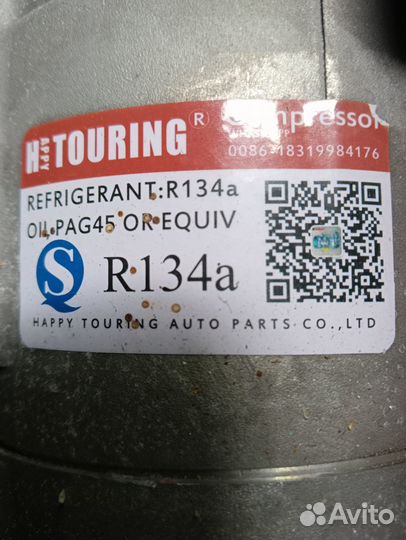 HAPPY TOURING® Compressor
WHATSAPP
0086-18319984176
REFRIGERANT:R134a
OIL,PAG45 OR EQUIV
S R134a
HAPPY TOURING AUTO PARTS CO.,LTD
Avito